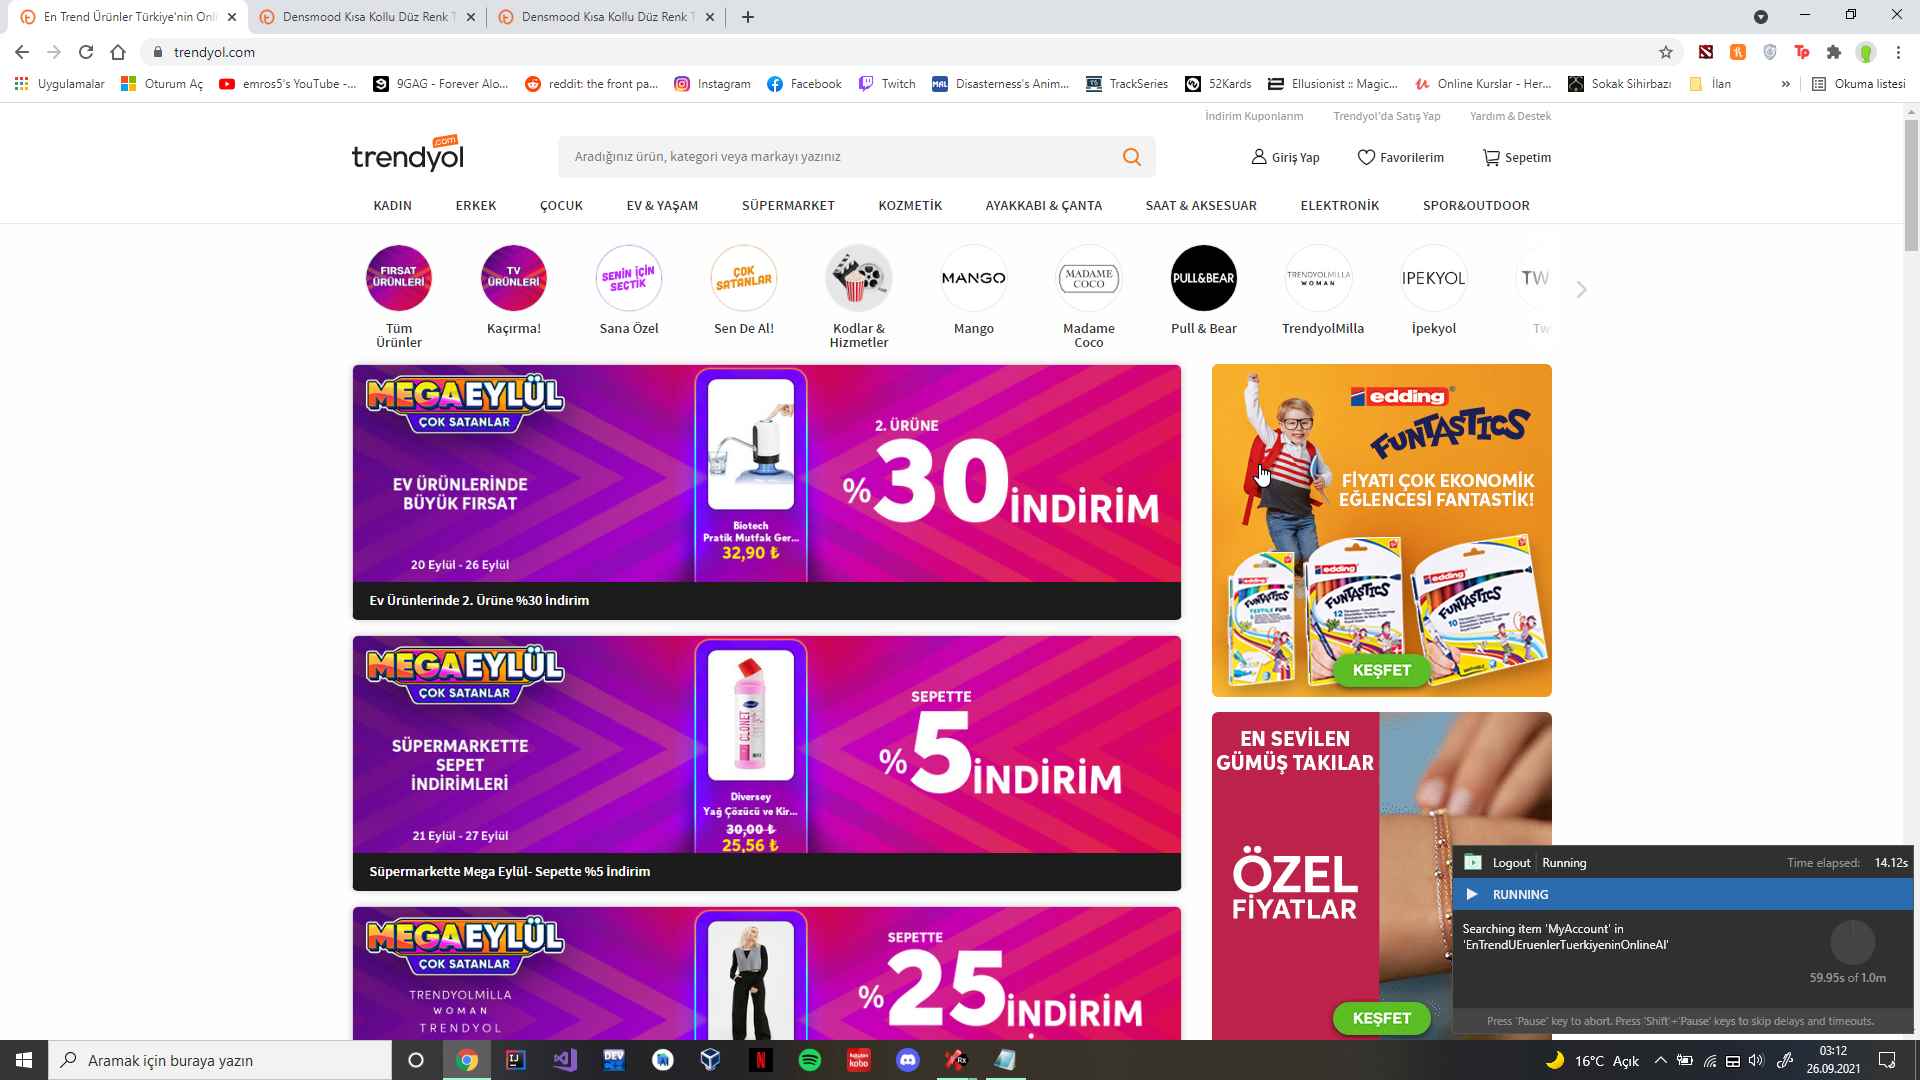 En Trend Ürünler Türkiye'nin Onl
Densmood Kısa Kollu Düz Renk T
Densmood Kısa Kollu Düz Renk T
trendyol.com
Uygulamalar
Oturum Aç
emros5's YouTube -...
9GAG - Forever Alo...
reddit: the front pa...
Instagram
Facebook
Twitch
Disasterness's Anim...
TrackSeries
52Kards
Ellusionist :: Magic...
Online Kurslar - Her...
Sokak Sihirbazı
İlan
»
Okuma listesi
İndirim Kuponlarım
Trendyol'da Satış Yap
Yardım & Destek
trendyol
.com
Aradığınız ürün, kategori veya markayı yazınız
Giriş Yap
Favorilerim
Sepetim
KADIN
ERKEK
ÇOCUK
EV & YAŞAM
SÜPERMARKET
KOZMETİK
AYAKKABI & ÇANTA
SAAT & AKSESUAR
ELEKTRONİK
SPOR&OUTDOOR
FIRSAT
ÜRÜNLERİ
TV
ÜRÜNLERİ
SENİN İÇİN
SEÇTİK
ÇOK
SATANLAR
MANGO
MADAME
COCO
PULL&BEAR
TRENDYOLMILLA
WOMAN
IPEKYOL
TW
Tüm
Ürünler
Kaçırma!
Sana Özel
Sen De Al!
Kodlar &
Hizmetler
Mango
Madame
Coco
Pull & Bear
TrendyolMilla
İpekyol
Tw
MEGAEYLÜL
ÇOK SATANLAR
EV ÜRÜNLERİNDE
BÜYÜK FIRSAT
20 Eylül - 26 Eylül
Biotech
Pratik Mutfak Ger...
32,90 ₺
2. ÜRÜNE
%30 İNDİRİM
Ev Ürünlerinde 2. Ürüne %30 İndirim
edding
FUNTASTICS
FİYATI ÇOK EKONOMİK
EĞLENCESİ FANTASTİK!
edding
FUNTASTICS
TEXTILE FUN
edding
FUNTASTICS
12
edding
FUNTASTICS
10
KEŞFET
MEGAEYLÜL
ÇOK SATANLAR
SÜPERMARKETTE
SEPET
İNDİRİMLERİ
21 Eylül - 27 Eylül
CLONET
Diversey
Yağ Çözücü ve Kir...
30,00 ₺
25,56 ₺
SEPETTE
%5 İNDİRİM
Süpermarkette Mega Eylül- Sepette %5 İndirim
EN SEVİLEN
GÜMÜŞ TAKILAR
ÖZEL
FİYATLAR
KEŞFET
MEGAEYLÜL
ÇOK SATANLAR
TRENDYOLMILLA
WOMAN
TRENDYOL
SEPETTE
%25 İNDİRİM
Logout
Running
Time elapsed: 14.12s
RUNNING
Searching item 'MyAccount' in
'EnTrendUEruenlerTuerkiyeninOnlineAl'
59.95s of 1.0m
Press 'Pause' key to abort. Press 'Shift'+'Pause' keys to skip delays and timeouts.
Aramak için buraya yazın
16°C Açık
03:12
26.09.2021